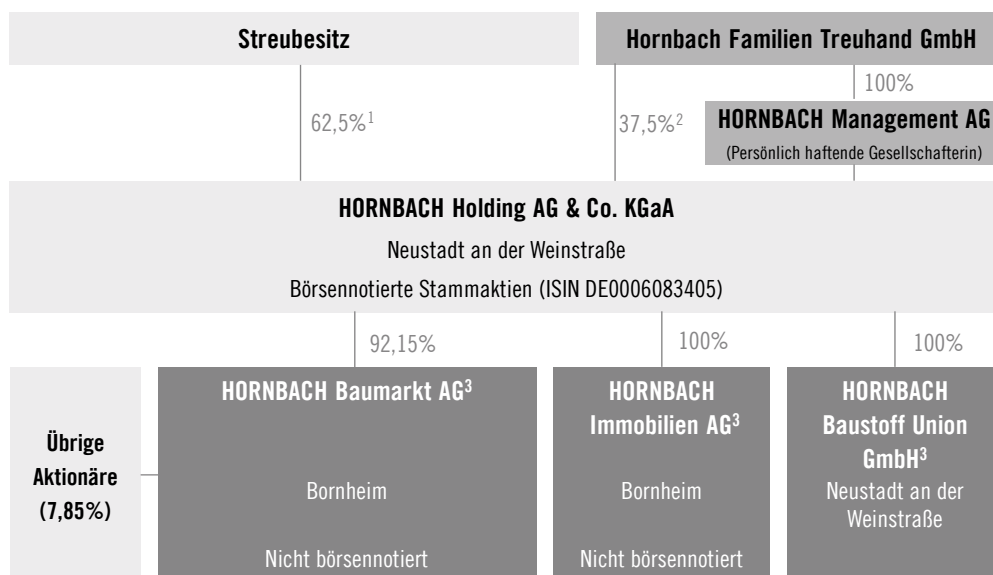 Streubesitz
Hornbach Familien Treuhand GmbH
62,5%¹
37,5%²
100%
HORNBACH Management AG
(Persönlich haftende Gesellschafterin)
HORNBACH Holding AG & Co. KGaA
Neustadt an der Weinstraße
Börsennotierte Stammaktien (ISIN DE0006083405)
92,15%
100%
100%
Übrige
Aktionäre
(7,85%)
HORNBACH Baumarkt AG³
Bornheim
Nicht börsennotiert
HORNBACH
Immobilien AG³
Bornheim
Nicht börsennotiert
HORNBACH
Baustoff Union
GmbH³
Neustadt an der
Weinstraße